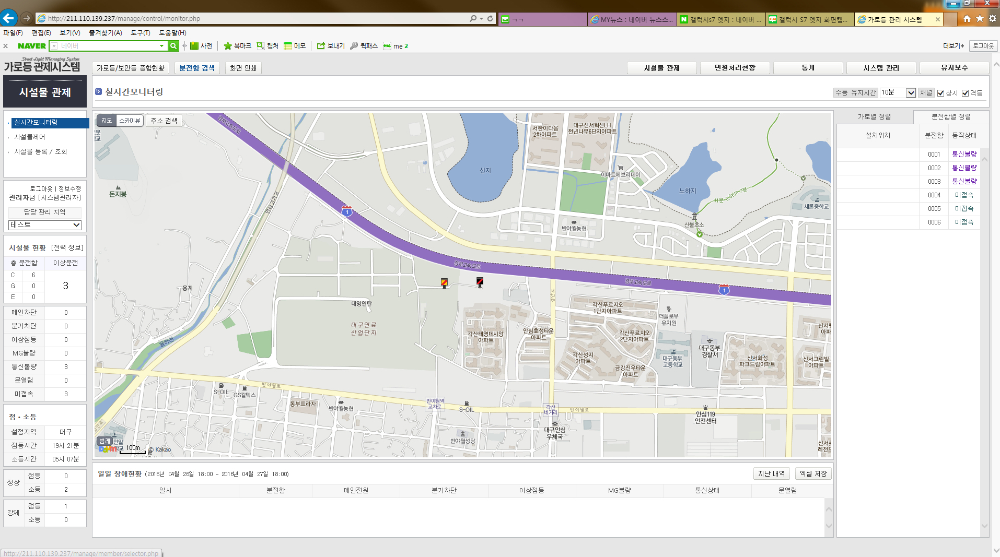 http://211.110.139.237/manage/control/monitor.php
ㄱㄱ
MY뉴스 : 네이버 뉴스스...
갤럭시s7 엣지 : 네이버 ...
갤럭시 S7 엣지 화면캡...
가로등 관리 시스템
파일(F) 편집(E) 보기(V) 즐겨찾기(A) 도구(T) 도움말(H)
x NAVER 네이버 사전 북마크 캡처 메모 보내기 퀵패스 me me 2 더보기+ 로그아웃
Street Light Managing System
가로등 관제시스템
가로등/보안등 종합현황 분전함 검색 화면 인쇄 시설물 관제 민원처리현황 통계 시스템 관리 유지보수
시설물 관제
실시간모니터링
시설물제어
시설물 등록 / 조회
로그아웃 | 정보수정
관리자님 [시스템관리자]
담당 관리 지역
테스트
시설물 현황 [전력 정보]
총 분전함 이상분전
C 6
G 0
E 0
3
메인차단 0
분기차단 0
이상점등 0
MG불량 0
통신불량 3
문열림 0
미접속 3
점・소등
설정지역 대구
점등시간 19시 21분
소등시간 05시 07분
정상
점등 0
소등 2
강제
점등 1
소등 0
실시간모니터링
수동 유지시간 10분 채널 상시 격등
지도 스카이뷰 주소 검색
경부고속도로
서한이다음
2차아파트
대구신서혁신LH
천년나무6단지아파트
신지
이마트에브리데이
노하지
11분-0.5Km-7분
새론중학교
산불초소
돈지봉
안심고가교
1
반야월농협
경부고속도로
경부고속도로
1
용계
대영연탄
대구연료
산업단지
율하천
각산푸르지오
1단지아파트
더플로우
유치원
각산태영데시앙
아파트
안심효성타운
아파트
각산푸르지오
2단지아파트
대구동부
경찰서
각산성지
아파트
대구동부
고등학교
신서화성
파크드림아파트
신서그린빌
아파트
금강진우타운
아파트
반야월로
S-OIL
GS칼텍스
동부프라자
반야월농협
반야월역
교차로
S-OIL
각산
네거리
반야월로
안심119
안전센터
대구안심
우체국
반야월성당
범례
안일
100m
© Kakao
가로별 정렬 분전함별 정렬
설치위치 분전함 동작상태
0001 통신불량
0002 통신불량
0003 통신불량
0004 미접속
0005 미접속
0006 미접속
일일 장애현황 (2016년 04월 26일 18:00 ~ 2016년 04월 27일 18:00)
지난 내역 엑셀 저장
일시 분전함 메인전원 분기차단 이상점등 MG불량 통신상태 문열림
http://211.110.139.237/manage/member/selector.php